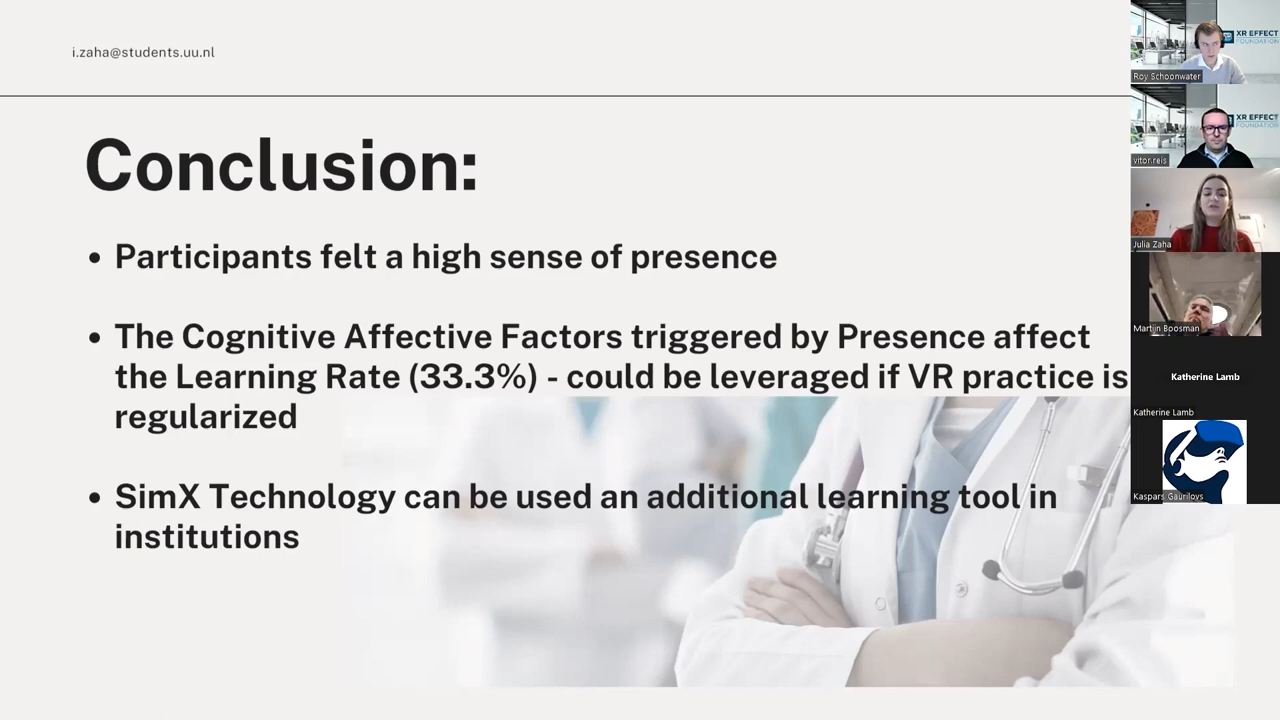 i.zaha@students.uu.nl
Conclusion:
• Participants felt a high sense of presence
• The Cognitive Affective Factors triggered by Presence affect
the Learning Rate (33.3%) - could be leveraged if VR practice is
regularized
• SimX Technology can be used an additional learning tool in
institutions
XR EFFECT
FOUNDATION
Roy Schoonwater
XR EFFECT
FOUNDATION
vitor.reis
Julia Zaha
Martijn Boosman
Katherine Lamb
Katherine Lamb
Kaspars Gaurilovs